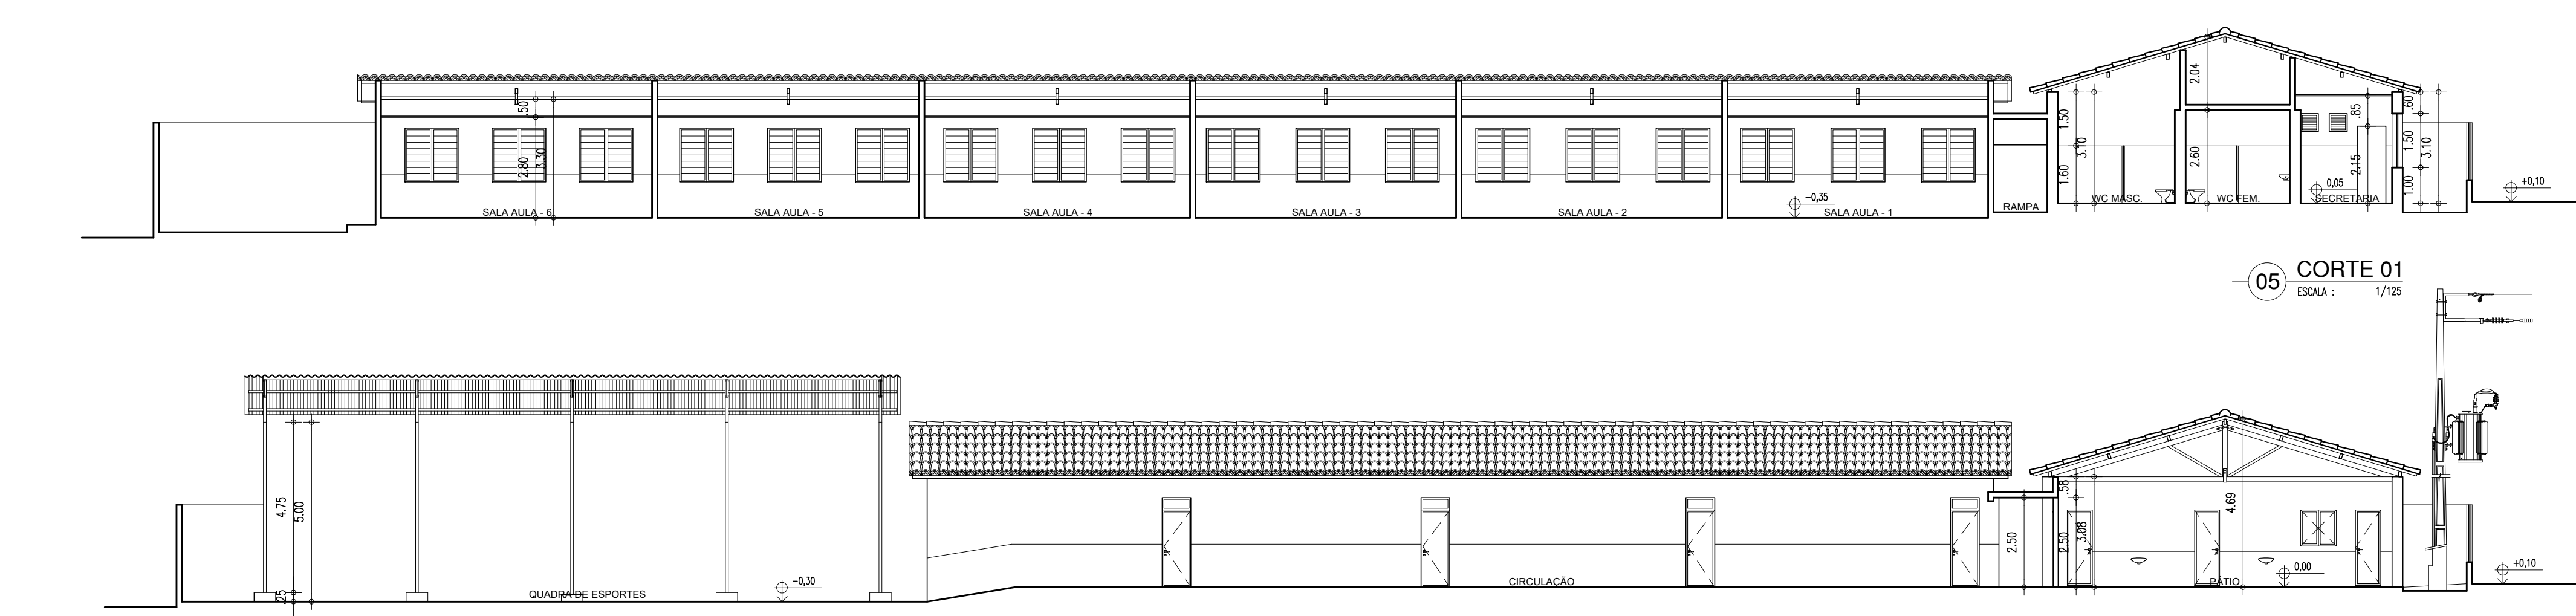 2.04
.50
2.80
3.30
1.50
3.10
1.60
2.60
.85
2.15
.60
1.50
3.10
1.00
SALA AULA - 6
SALA AULA - 5
SALA AULA - 4
SALA AULA - 3
SALA AULA - 2
-0,35
SALA AULA - 1
RAMPA
WC MASC.
WC FEM.
0,05
SECRETARIA
+0,10
05
CORTE 01
ESCALA : 1/125
4.75
5.00
.25
QUADRA DE ESPORTES
-0,30
CIRCULAÇÃO
2.50
.58
2.50
3.08
4.69
PÁTIO
0,00
+0,10